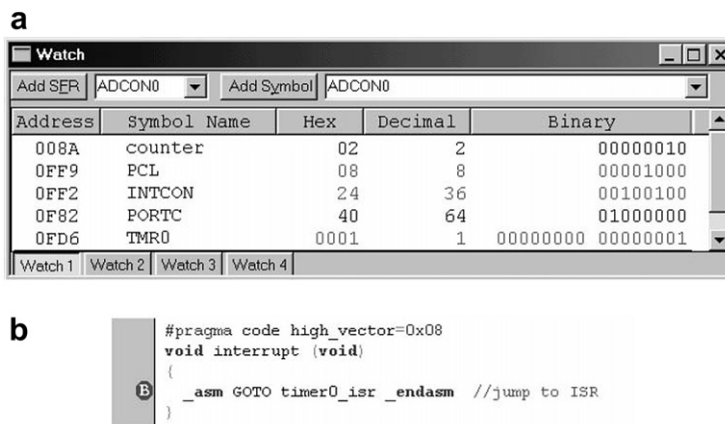 a
Watch
Add SFR ADCON0 Add Symbol ADCON0
Address Symbol Name Hex Decimal Binary
008A counter 02 2 00000010
0FF9 PCL 08 8 00001000
0FF2 INTCON 24 36 00100100
0F82 PORTC 40 64 01000000
0FD6 TMR0 0001 1 00000000 00000001
Watch 1 Watch 2 Watch 3 Watch 4
b
#pragma code high_vector=0x08
void interrupt (void)
{
B _asm GOTO timer0_isr _endasm //jump to ISR
}